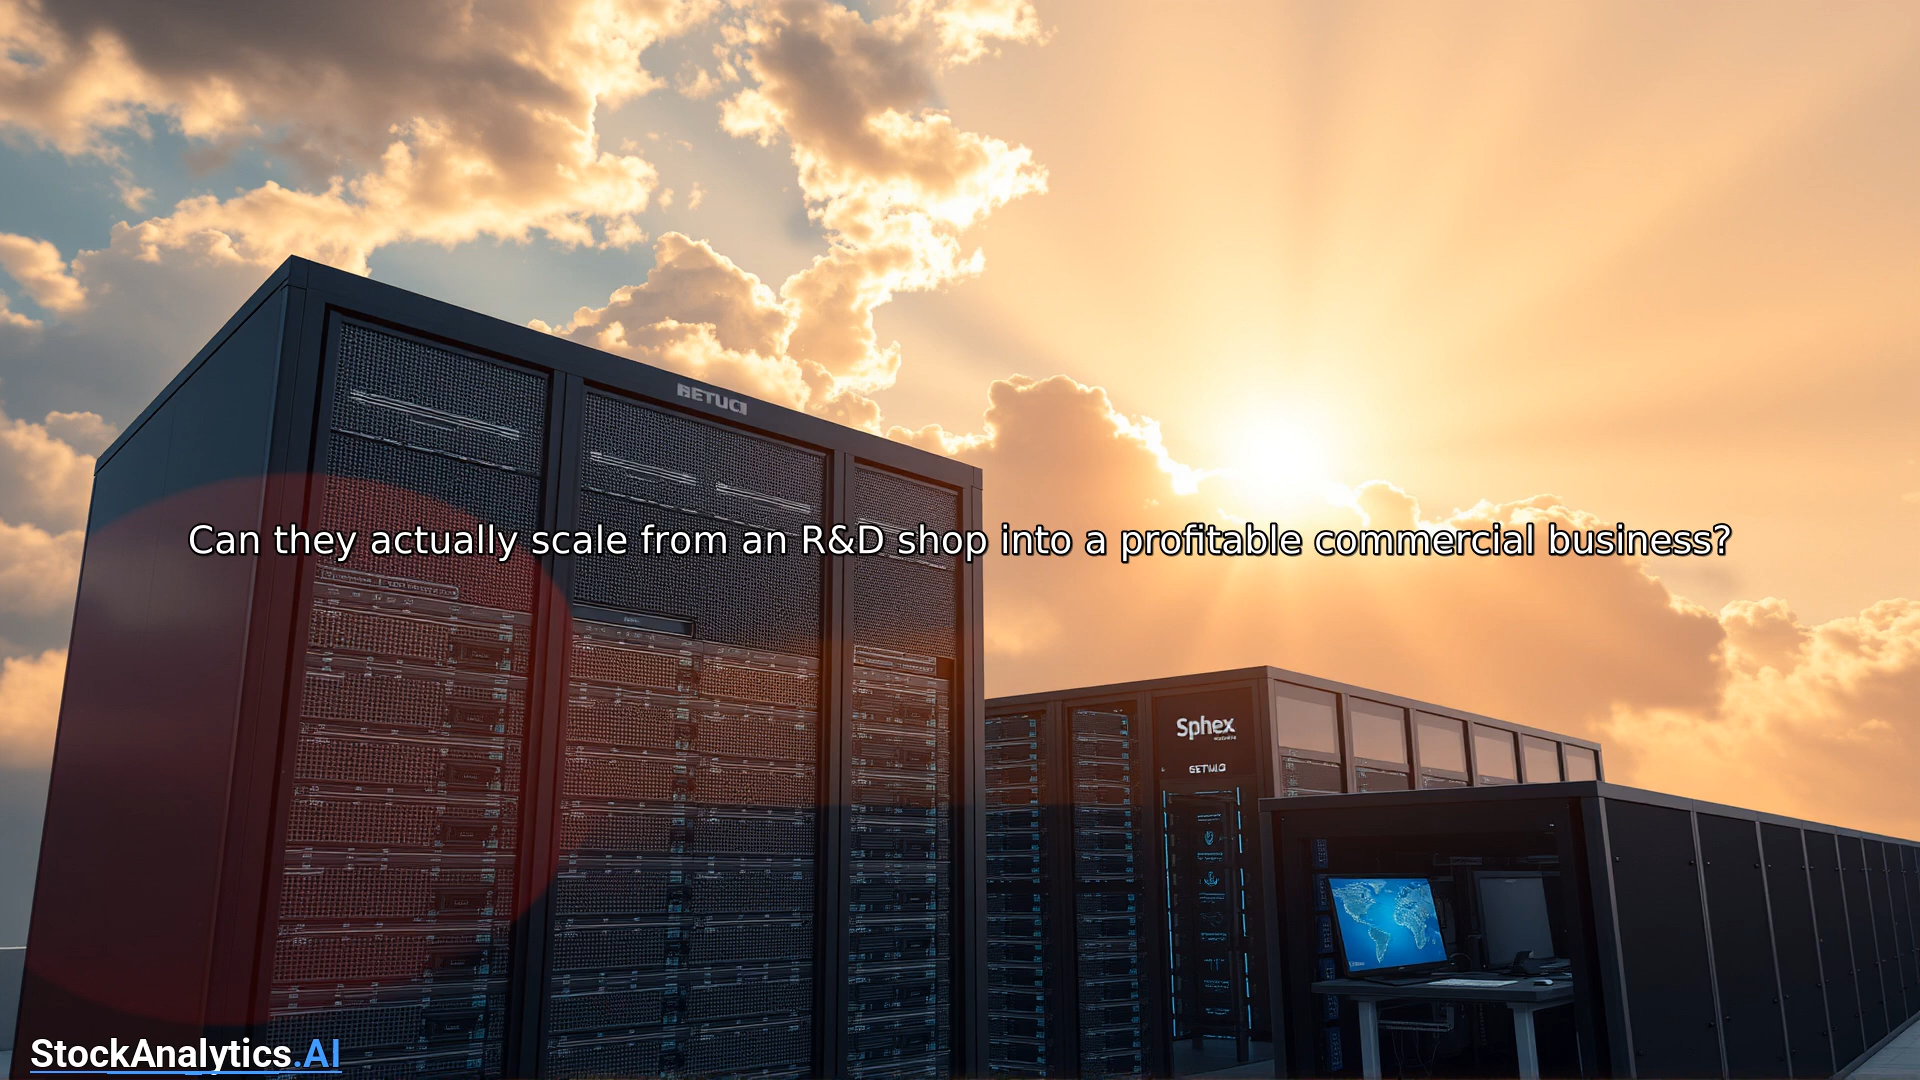 Can they actually scale from an R&D shop into a profitable commercial business?
Sphex
StockAnalytics.AI